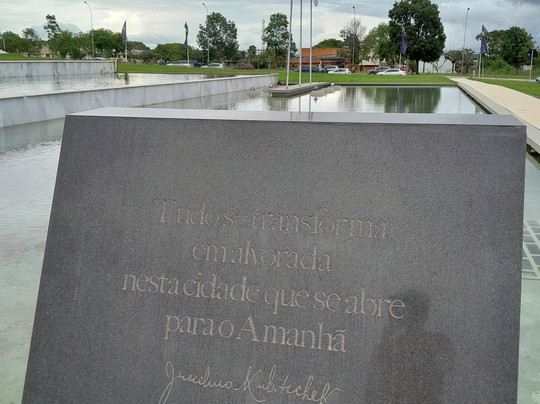 Tudo se transforma
em alvorada
nesta cidade que se abre
para o Amanhã
Juscelino Kubitschek